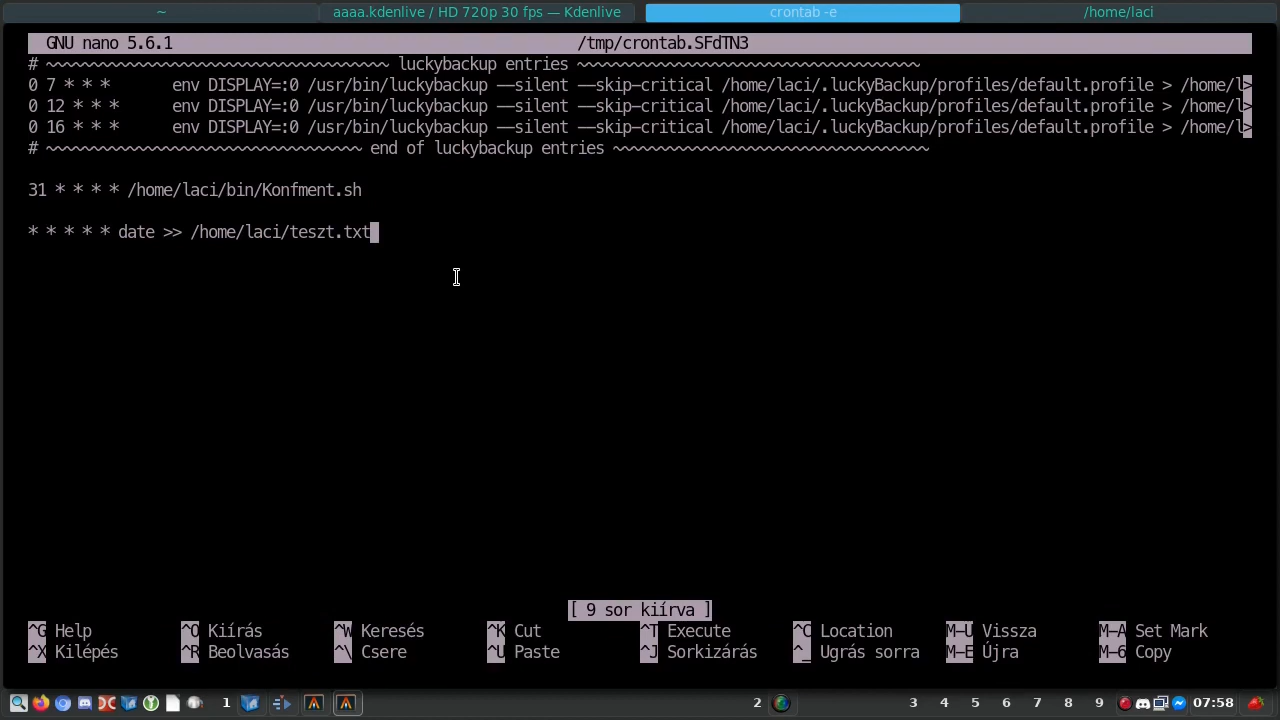 ~
aaaa.kdenlive / HD 720p 30 fps — Kdenlive
crontab -e
/home/laci
GNU nano 5.6.1 /tmp/crontab.SFdTN3
# ~~~~~~~~~~~~~~~~~~~~~~~~~~~~~~~~~~~~~~ luckybackup entries ~~~~~~~~~~~~~~~~~~~~~~~~~~~~~~~~~~~~~~
0 7 * * * env DISPLAY=:0 /usr/bin/luckybackup --silent --skip-critical /home/laci/.luckyBackup/profiles/default.profile > /home/l>
0 12 * * * env DISPLAY=:0 /usr/bin/luckybackup --silent --skip-critical /home/laci/.luckyBackup/profiles/default.profile > /home/l>
0 16 * * * env DISPLAY=:0 /usr/bin/luckybackup --silent --skip-critical /home/laci/.luckyBackup/profiles/default.profile > /home/l>
# ~~~~~~~~~~~~~~~~~~~~~~~~~~~~~~~~~~~ end of luckybackup entries ~~~~~~~~~~~~~~~~~~~~~~~~~~~~~~~~~~~
31 * * * * /home/laci/bin/Konfment.sh
* * * * * date >> /home/laci/teszt.txt
[ 9 sor kiírva ]
^G Help ^O Kiírás ^W Keresés ^K Cut ^T Execute ^C Location M-U Vissza M-A Set Mark
^X Kilépés ^R Beolvasás ^\ Csere ^U Paste ^J Sorkizárás ^_ Ugrás sorra M-E Újra M-6 Copy
1 2 3 4 5 6 7 8 9 07:58